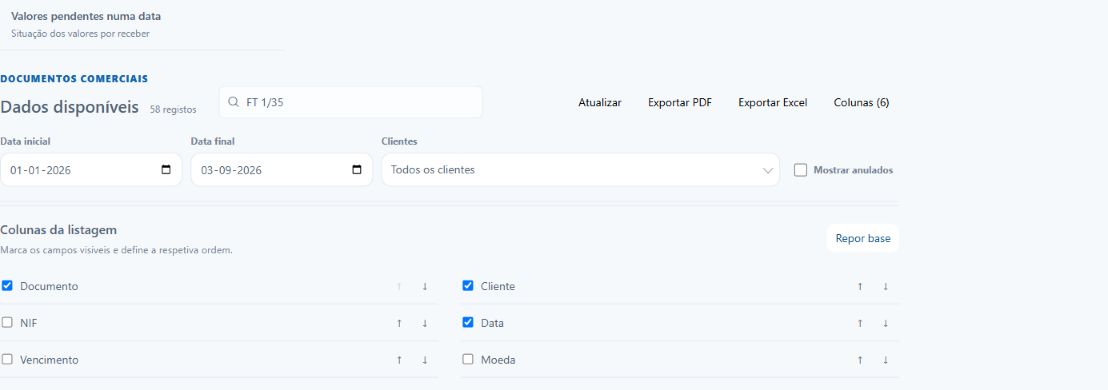 Valores pendentes numa data
Situação dos valores por receber
DOCUMENTOS COMERCIAIS
Dados disponíveis 58 registos FT 1/35 Atualizar Exportar PDF Exportar Excel Colunas (6)
Data inicial Data final Clientes
01-01-2026 03-09-2026 Todos os clientes Mostrar anulados
Colunas da listagem
Marca os campos visíveis e define a respetiva ordem.
Repor base
Documento ↑ ↓ Cliente ↑ ↓
NIF ↑ ↓ Data ↑ ↓
Vencimento ↑ ↓ Moeda ↑ ↓